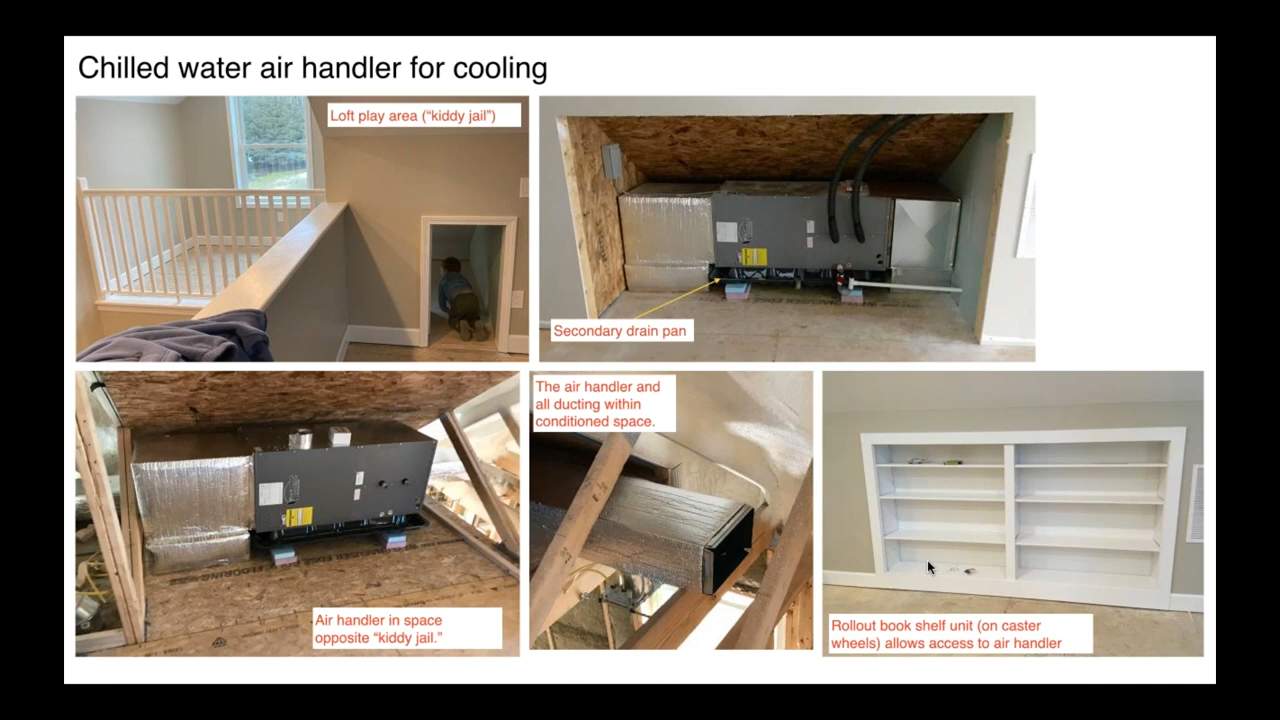 Chilled water air handler for cooling
Loft play area (“kiddy jail”)
Secondary drain pan
The air handler and
all ducting within
conditioned space.
Air handler in space
opposite “kiddy jail.”
Rollout book shelf unit (on caster
wheels) allows access to air handler